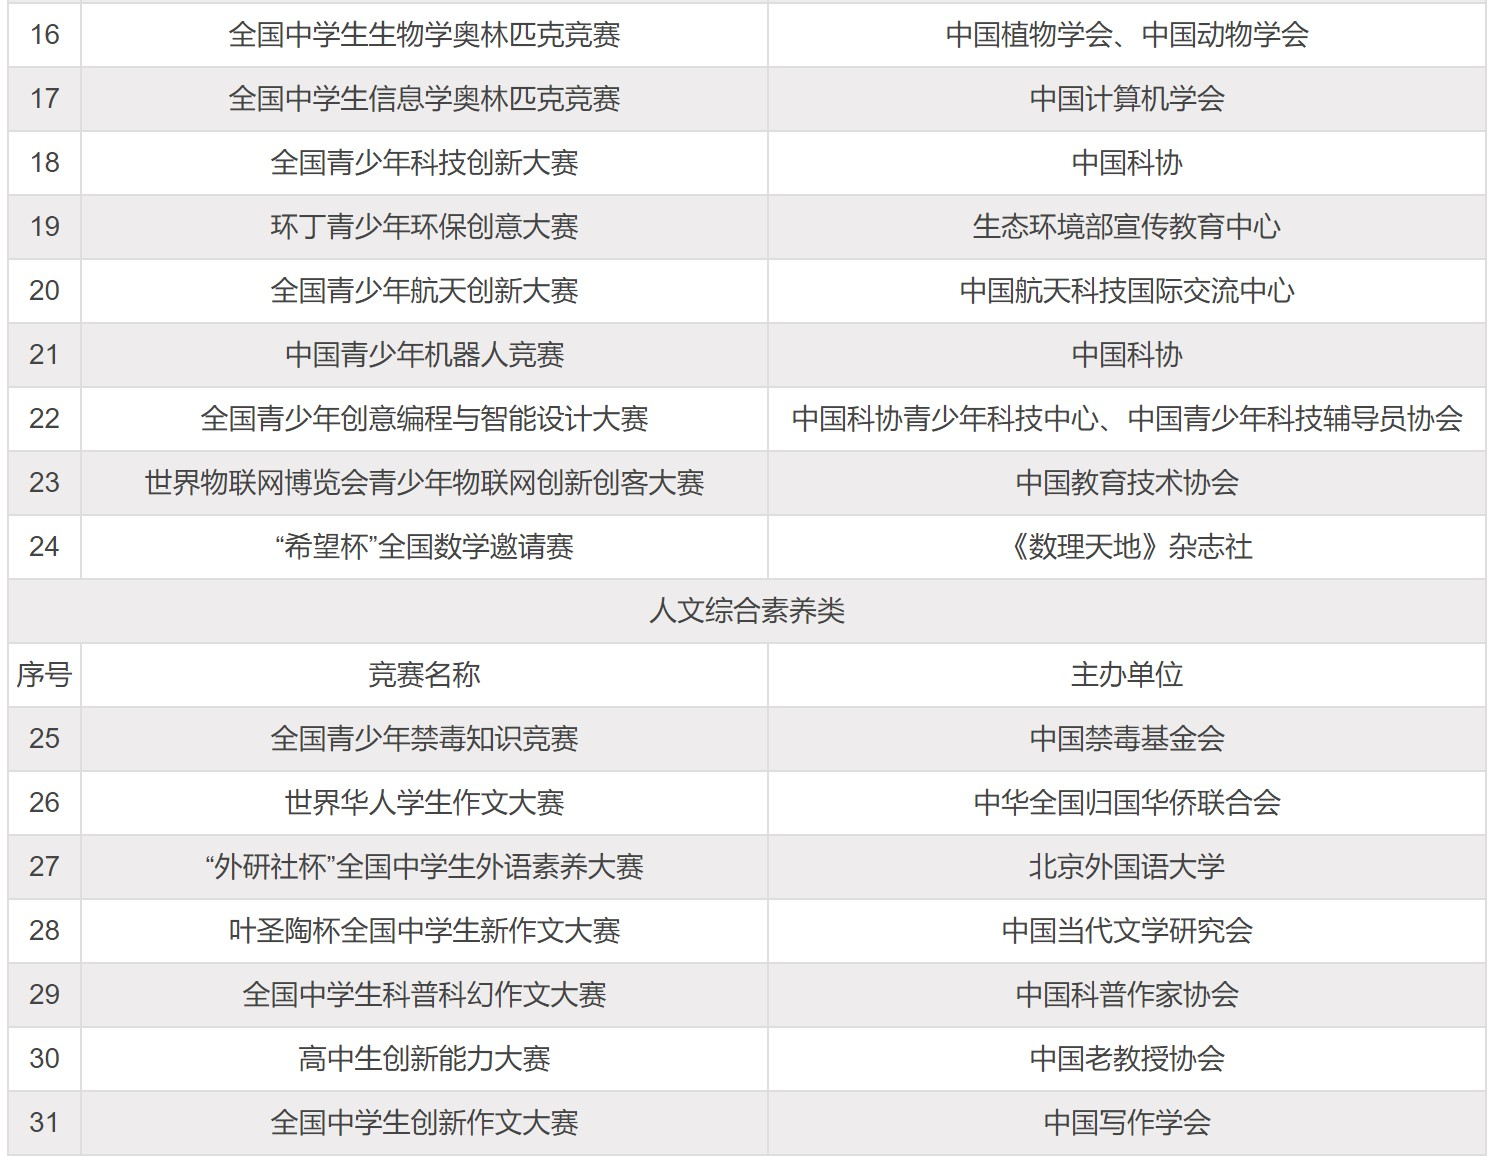 16 全国中学生生物学奥林匹克竞赛 中国植物学会、中国动物学会
17 全国中学生信息学奥林匹克竞赛 中国计算机学会
18 全国青少年科技创新大赛 中国科协
19 环丁青少年环保创意大赛 生态环境部宣传教育中心
20 全国青少年航天创新大赛 中国航天科技国际交流中心
21 中国青少年机器人竞赛 中国科协
22 全国青少年创意编程与智能设计大赛 中国科协青少年科技中心、中国青少年科技辅导员协会
23 世界物联网博览会青少年物联网创新创客大赛 中国教育技术协会
24 “希望杯”全国数学邀请赛 《数理天地》杂志社
人文综合素养类
序号 竞赛名称 主办单位
25 全国青少年禁毒知识竞赛 中国禁毒基金会
26 世界华人学生作文大赛 中华全国归国华侨联合会
27 “外研社杯”全国中学生外语素养大赛 北京外国语大学
28 叶圣陶杯全国中学生新作文大赛 中国当代文学研究会
29 全国中学生科普科幻作文大赛 中国科普作家协会
30 高中生创新能力大赛 中国老教授协会
31 全国中学生创新作文大赛 中国写作学会